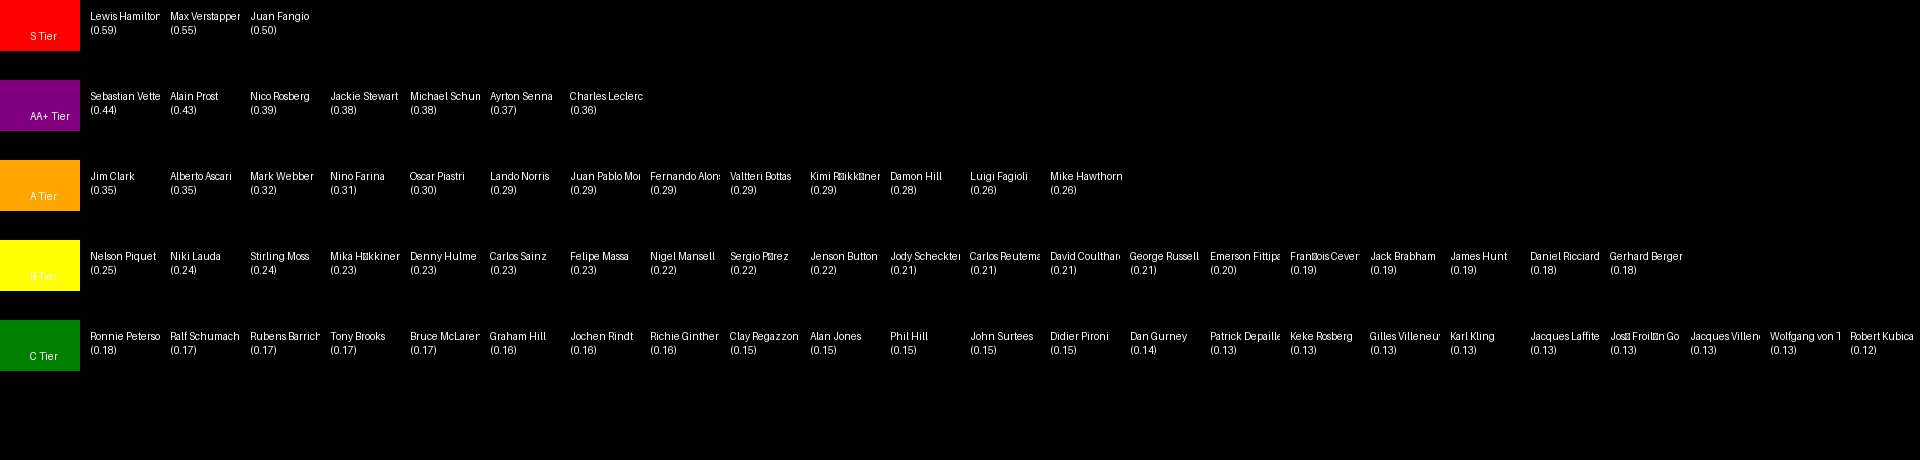 Lewis Hamilton Max Verstappen Juan Fangio
(0.59) (0.55) (0.50)
S Tier
Sebastian Vette Alain Prost Nico Rosberg Jackie Stewart Michael Schun Ayrton Senna Charles Leclerc
(0.44) (0.43) (0.39) (0.38) (0.38) (0.37) (0.36)
AA+ Tier
Jim Clark Alberto Ascari Mark Webber Nino Farina Oscar Piastri Lando Norris Juan Pablo Mon Fernando Alons Valtteri Bottas Kimi R□ikk□nen Damon Hill Luigi Fagioli Mike Hawthorn
(0.35) (0.35) (0.32) (0.31) (0.30) (0.29) (0.29) (0.29) (0.29) (0.29) (0.28) (0.26) (0.26)
A Tier
Nelson Piquet Niki Lauda Stirling Moss Mika H□kkinen Denny Hulme Carlos Sainz Felipe Massa Nigel Mansell Sergio P□rez Jenson Button Jody Scheckter Carlos Reutema David Coulthar George Russell Emerson Fittipa Fran□ois Cever Jack Brabham James Hunt Daniel Ricciard Gerhard Berger
(0.25) (0.24) (0.24) (0.23) (0.23) (0.23) (0.23) (0.22) (0.22) (0.22) (0.21) (0.21) (0.21) (0.21) (0.20) (0.19) (0.19) (0.19) (0.18) (0.18)
B Tier
Ronnie Peterso Ralf Schumach Rubens Barrich Tony Brooks Bruce McLaren Graham Hill Jochen Rindt Richie Ginther Clay Regazzon Alan Jones Phil Hill John Surtees Didier Pironi Dan Gurney Patrick Depaille Keke Rosberg Gilles Villeneuv Karl Kling Jacques Laffite Jos□ Froil□n Go Jacques Villen Wolfgang von T Robert Kubica
(0.18) (0.17) (0.17) (0.17) (0.17) (0.16) (0.16) (0.16) (0.15) (0.15) (0.15) (0.15) (0.15) (0.14) (0.13) (0.13) (0.13) (0.13) (0.13) (0.13) (0.13) (0.13) (0.12)
C Tier